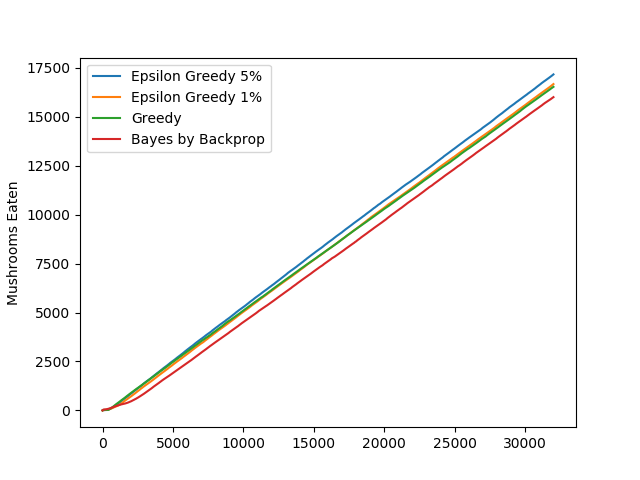 17500
15000
12500
10000
7500
5000
2500
0
Mushrooms Eaten
Epsilon Greedy 5%
Epsilon Greedy 1%
Greedy
Bayes by Backprop
0 5000 10000 15000 20000 25000 30000